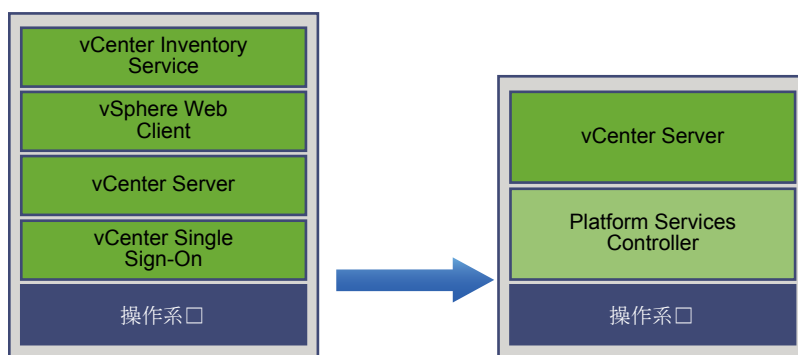 vCenter Inventory
Service
vSphere Web
Client
vCenter Server
vCenter Single
Sign-On
操作系□
vCenter Server
Platform Services
Controller
操作系□